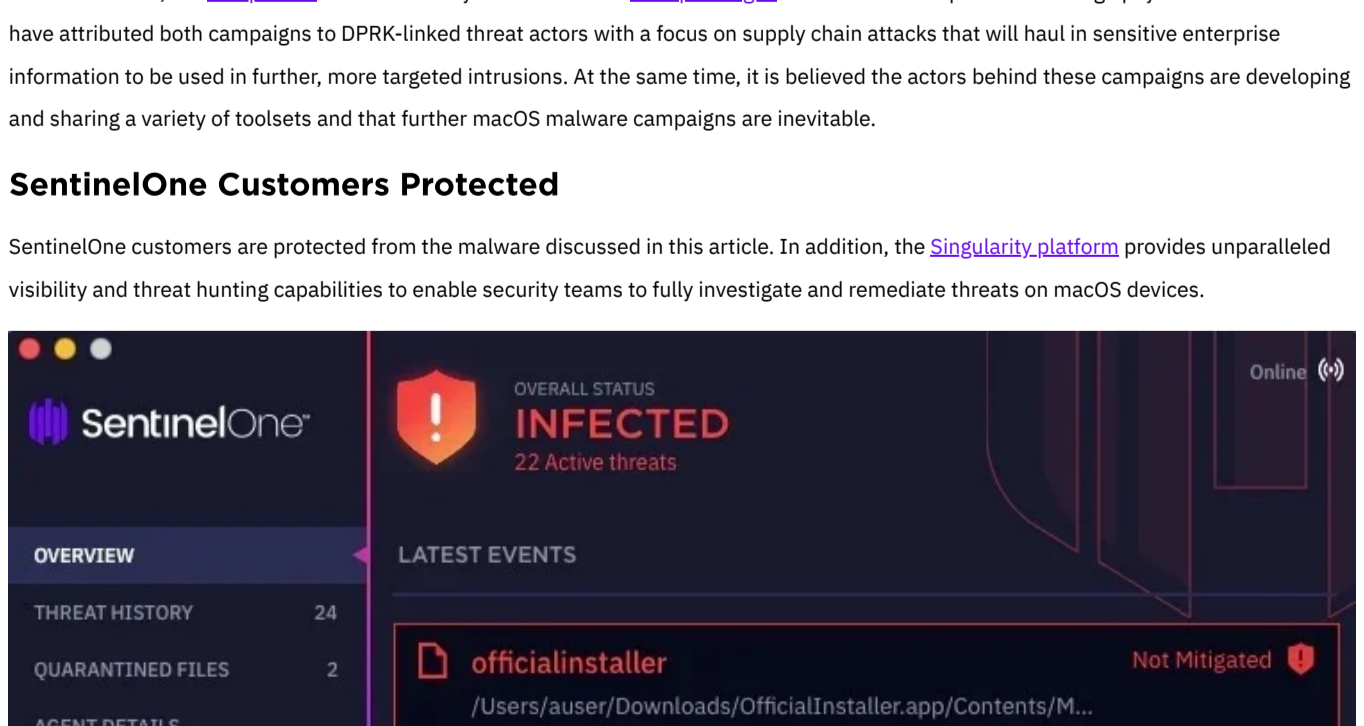 have attributed both campaigns to DPRK-linked threat actors with a focus on supply chain attacks that will haul in sensitive enterprise
information to be used in further, more targeted intrusions. At the same time, it is believed the actors behind these campaigns are developing
and sharing a variety of toolsets and that further macOS malware campaigns are inevitable.
SentinelOne Customers Protected
SentinelOne customers are protected from the malware discussed in this article. In addition, the Singularity platform provides unparalleled
visibility and threat hunting capabilities to enable security teams to fully investigate and remediate threats on macOS devices.
Online
SentinelOne™
OVERALL STATUS
INFECTED
22 Active threats
OVERVIEW
LATEST EVENTS
THREAT HISTORY 24
QUARANTINED FILES 2
officialinstaller Not Mitigated
/Users/auser/Downloads/OfficialInstaller.app/Contents/M...
AGENT DETAILS